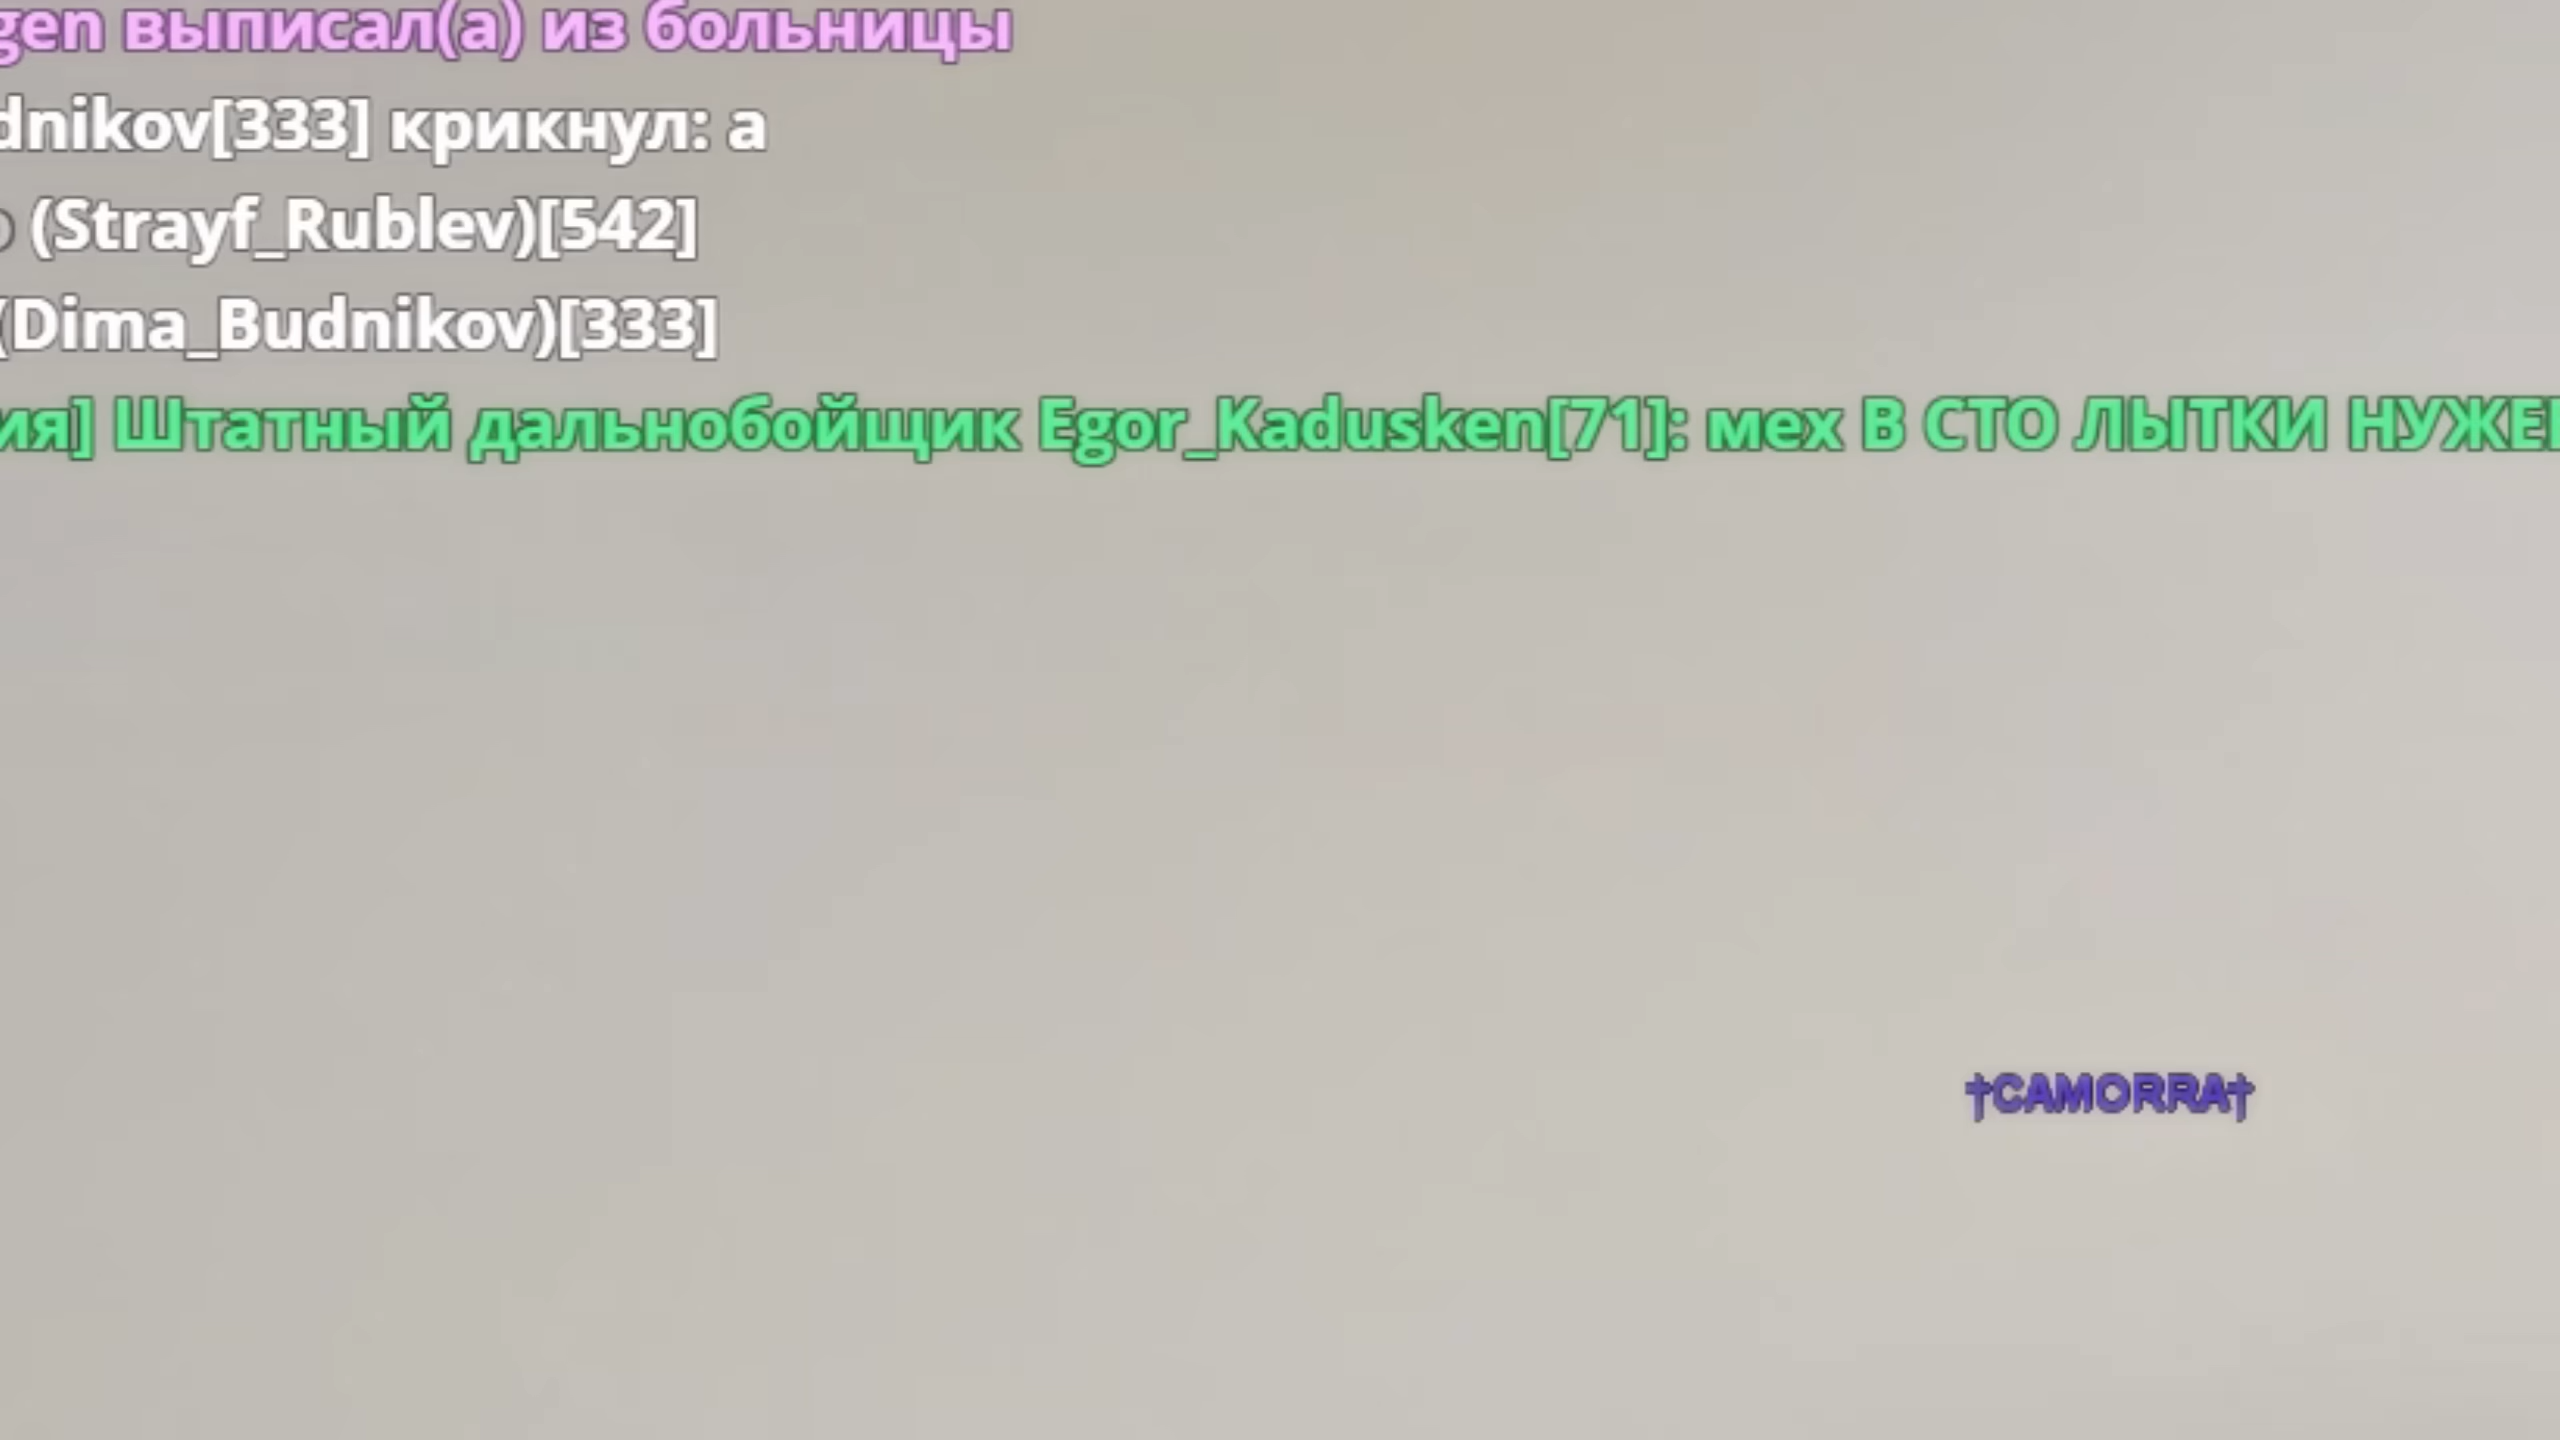 gen выписал(а) из больницы
dnikov[333] крикнул: а
(Strayf_Rublev)[542]
(Dima_Budnikov)[333]
ия] Штатный дальнобойщик Egor_Kadusken[71]: мех В СТО ЛЫТКИ НУЖЕ
†CAMORRA†